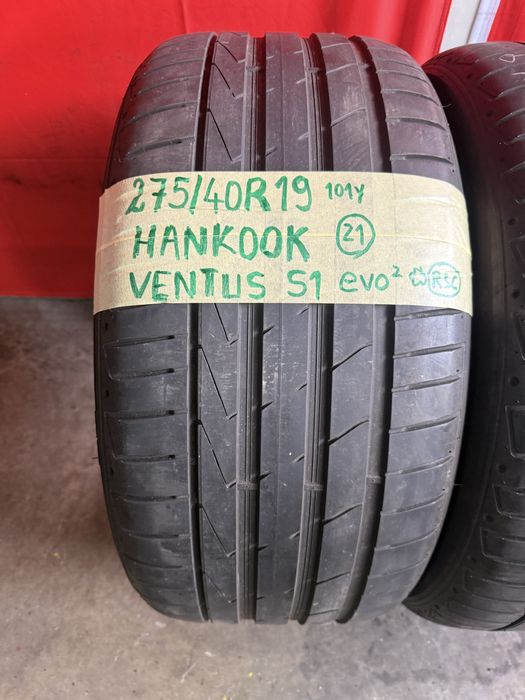 275/40R19 101Y
HANKOOK 21
VENTUS S1 evo² ☆ RSC